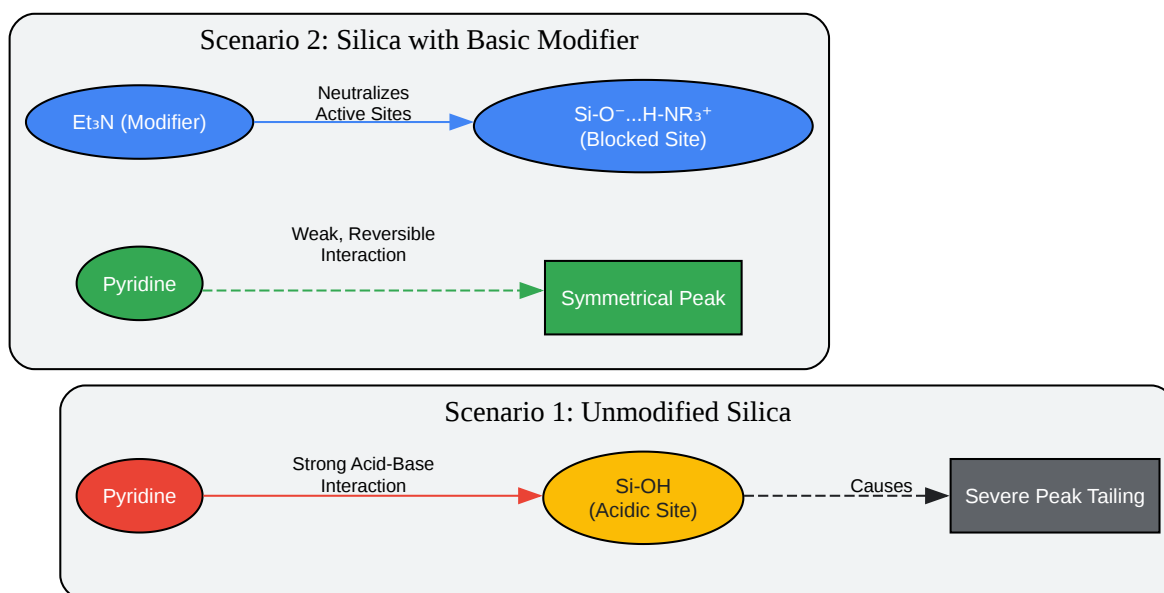 Scenario 2: Silica with Basic Modifier
Et₃N (Modifier)
Neutralizes
Active Sites
Si-O⁻...H-NR₃⁺
(Blocked Site)
Pyridine
Weak, Reversible
Interaction
Symmetrical Peak
Scenario 1: Unmodified Silica
Pyridine
Strong Acid-Base
Interaction
Si-OH
(Acidic Site)
Causes
Severe Peak Tailing